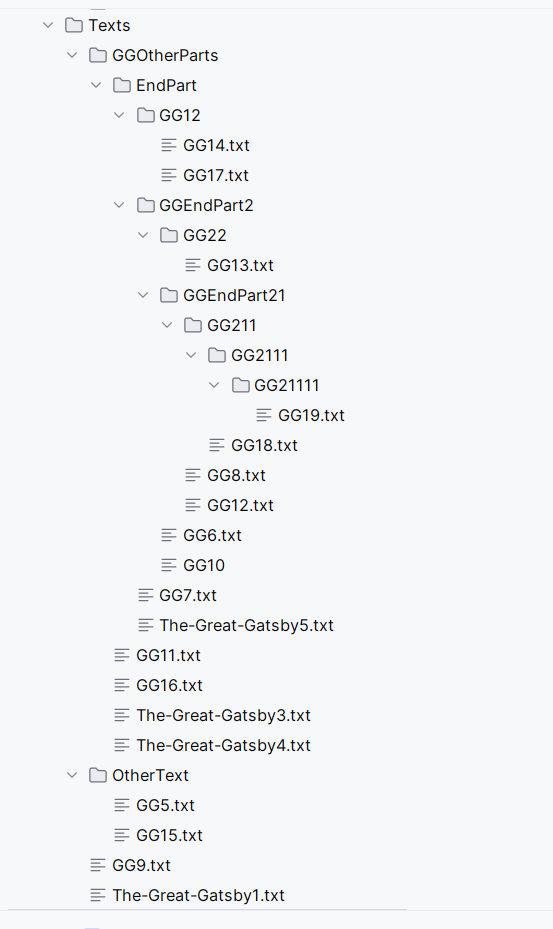 Texts
GGOtherParts
EndPart
GG12
GG14.txt
GG17.txt
GGEndPart2
GG22
GG13.txt
GGEndPart21
GG211
GG2111
GG21111
GG19.txt
GG18.txt
GG8.txt
GG12.txt
GG6.txt
GG10
GG7.txt
The-Great-Gatsby5.txt
GG11.txt
GG16.txt
The-Great-Gatsby3.txt
The-Great-Gatsby4.txt
OtherText
GG5.txt
GG15.txt
GG9.txt
The-Great-Gatsby1.txt